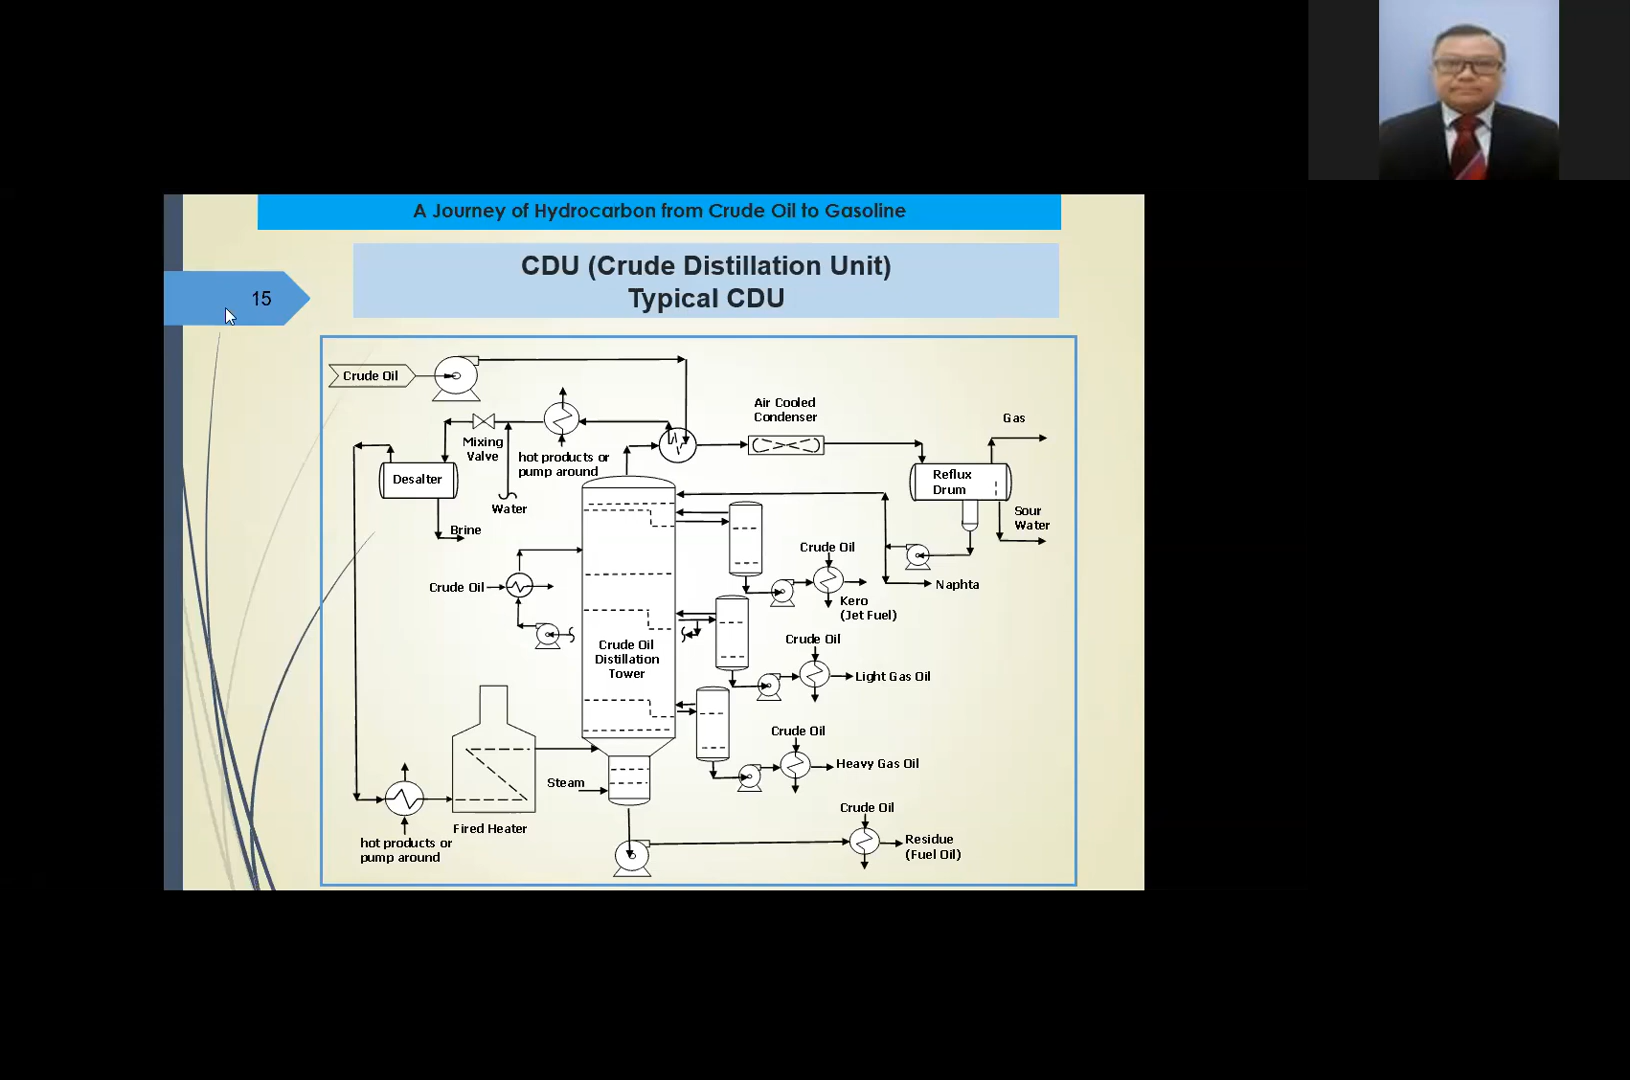 A Journey of Hydrocarbon from Crude Oil to Gasoline
CDU (Crude Distillation Unit)
Typical CDU
15
Crude Oil
Air Cooled
Condenser
Gas
Mixing
Valve
hot products or
pump around
Desalter
Reflux
Drum
Water
Sour
Water
Brine
Crude Oil
Crude Oil
Naphta
Kero
(Jet Fuel)
Crude Oil
Distillation
Tower
Crude Oil
Light Gas Oil
Crude Oil
Heavy Gas Oil
Steam
Crude Oil
Fired Heater
hot products or
pump around
Residue
(Fuel Oil)